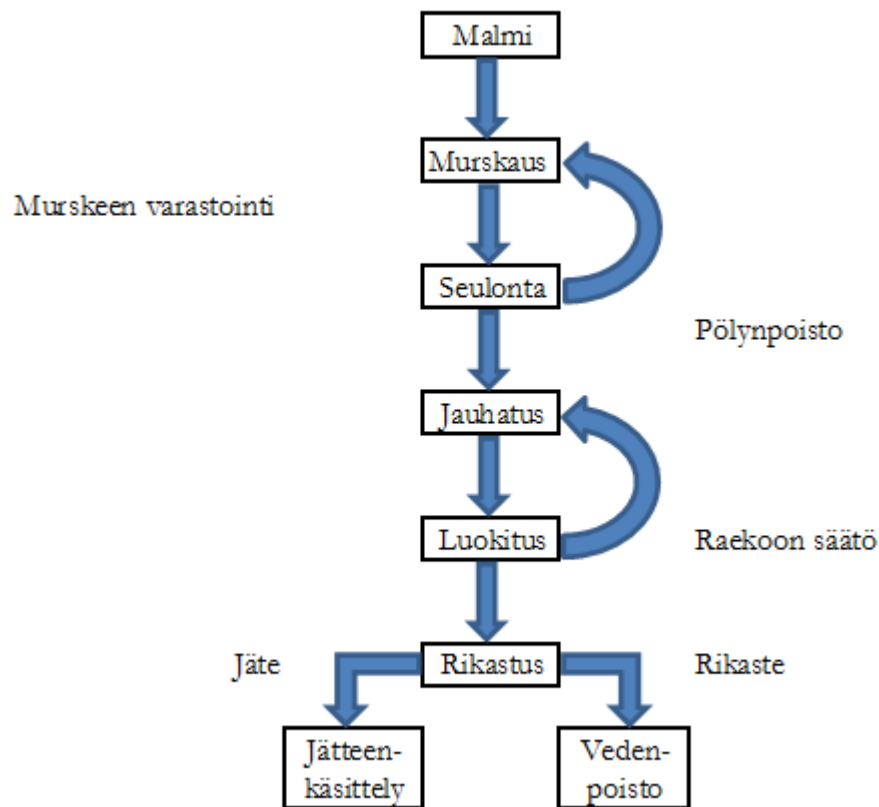 Malmi
Murskaus
Murskeen varastointi
Seulonta
Pölynpoisto
Jauhatus
Luokitus
Raekoon säätö
Jäte
Rikastus
Rikaste
Jätteen-
käsittely
Veden-
poisto